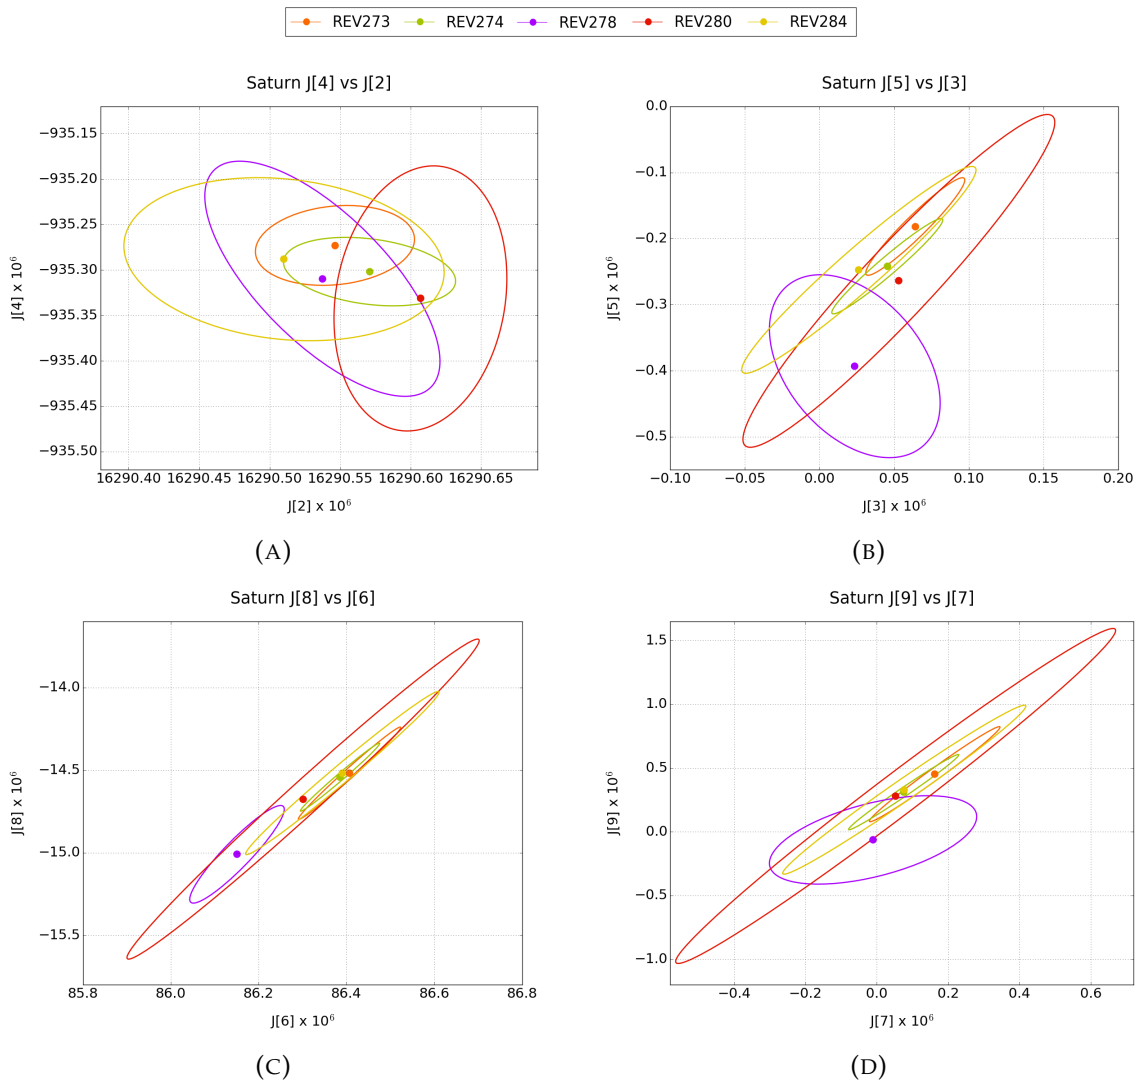 REV273 REV274 REV278 REV280 REV284
Saturn J[4] vs J[2]
−935.15
−935.20
−935.25
−935.30
−935.35
−935.40
−935.45
−935.50
J[4] x 10⁶
16290.40 16290.45 16290.50 16290.55 16290.60 16290.65
J[2] x 10⁶
(A)
Saturn J[5] vs J[3]
0.0
−0.1
−0.2
−0.3
−0.4
−0.5
J[5] x 10⁶
−0.10 −0.05 0.00 0.05 0.10 0.15 0.20
J[3] x 10⁶
(B)
Saturn J[8] vs J[6]
−14.0
−14.5
−15.0
−15.5
J[8] x 10⁶
85.8 86.0 86.2 86.4 86.6 86.8
J[6] x 10⁶
(C)
Saturn J[9] vs J[7]
1.5
1.0
0.5
0.0
−0.5
−1.0
J[9] x 10⁶
−0.4 −0.2 0.0 0.2 0.4 0.6
J[7] x 10⁶
(D)